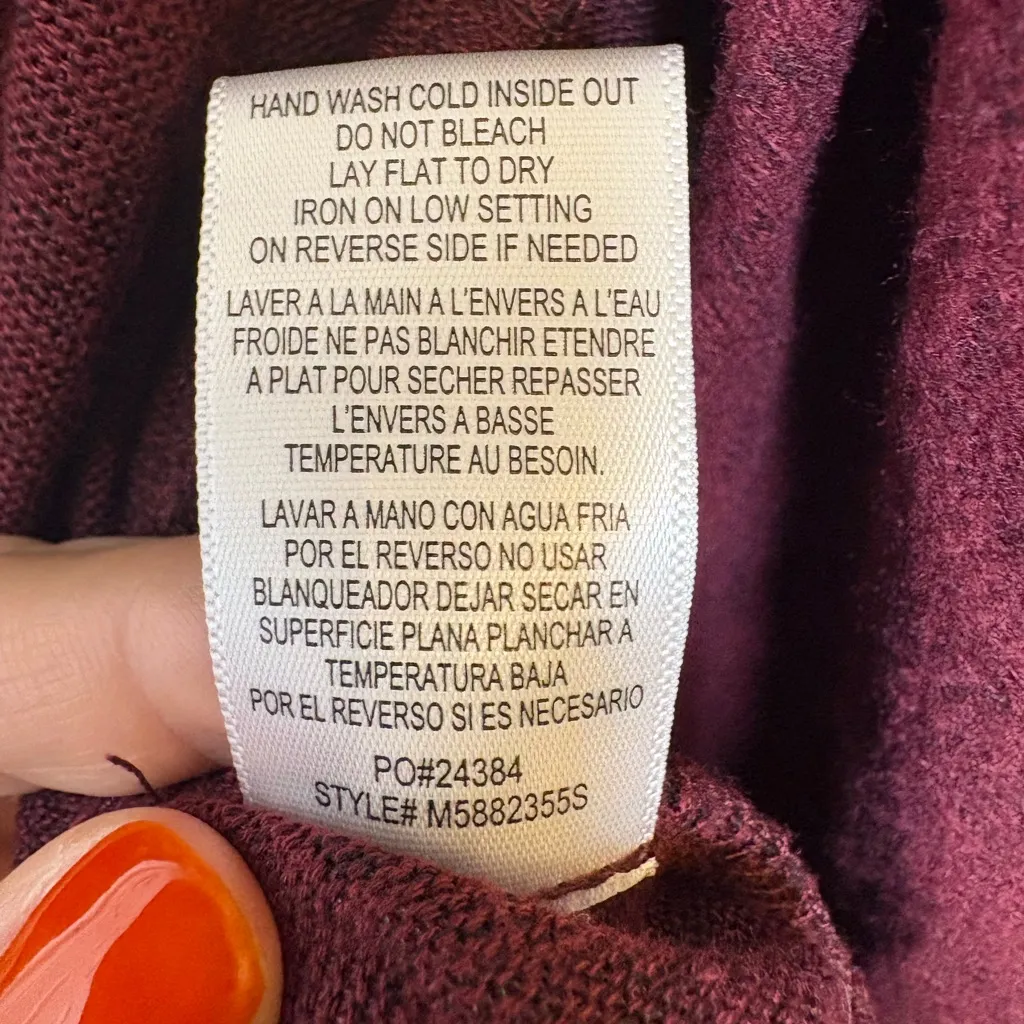 HAND WASH COLD INSIDE OUT
DO NOT BLEACH
LAY FLAT TO DRY
IRON ON LOW SETTING
ON REVERSE SIDE IF NEEDED
LAVER A LA MAIN A L'ENVERS A L'EAU
FROIDE NE PAS BLANCHIR ETENDRE
A PLAT POUR SECHER REPASSER
L'ENVERS A BASSE
TEMPERATURE AU BESOIN.
LAVAR A MANO CON AGUA FRIA
POR EL REVERSO NO USAR
BLANQUEADOR DEJAR SECAR EN
SUPERFICIE PLANA PLANCHAR A
TEMPERATURA BAJA
POR EL REVERSO SI ES NECESARIO
PO#24384
STYLE# M5882355S